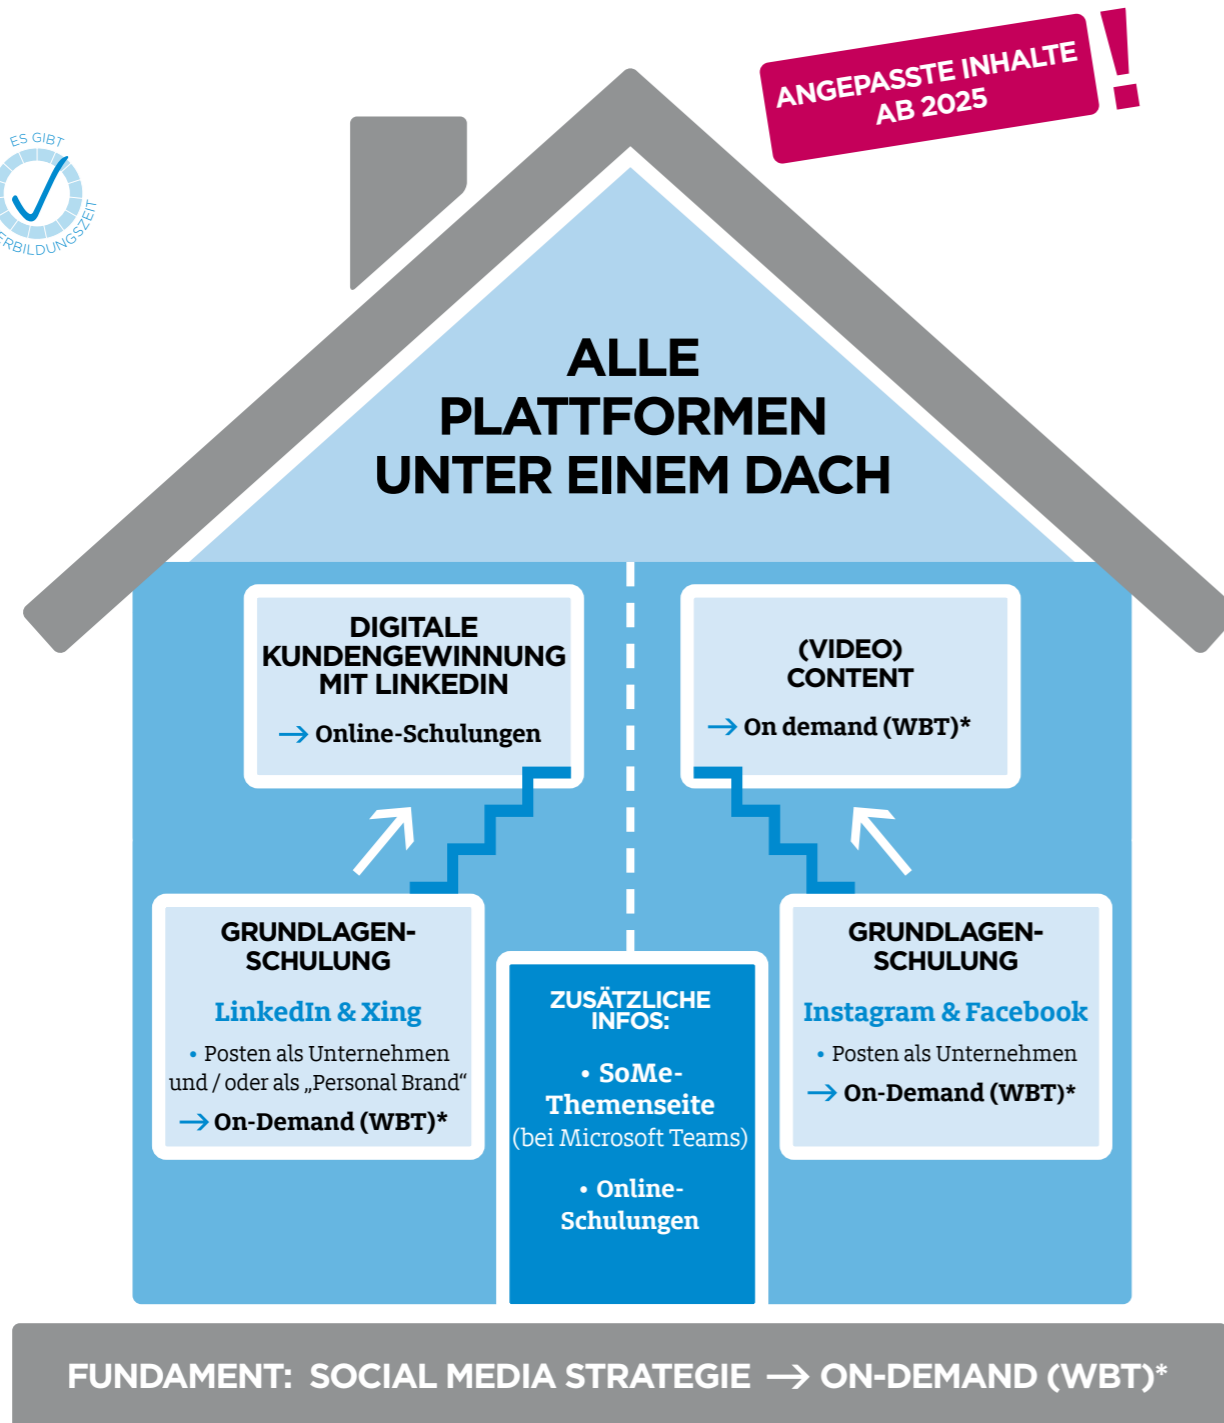 ANGEPASSTE INHALTE
AB 2025
!
ES GIBT
ALLE
PLATTFORMEN
UNTER EINEM DACH
DIGITALE
KUNDENGEWINNUNG
MIT LINKEDIN
→ Online-Schulungen
(VIDEO)
CONTENT
→ On demand (WBT)*
GRUNDLAGEN-
SCHULUNG
LinkedIn & Xing
• Posten als Unternehmen
und / oder als „Personal Brand“
→ On-Demand (WBT)*
ZUSÄTZLICHE
INFOS:
• SoMe-
Themenseite
(bei Microsoft Teams)
• Online-
Schulungen
GRUNDLAGEN-
SCHULUNG
Instagram & Facebook
• Posten als Unternehmen
→ On-Demand (WBT)*
FUNDAMENT: SOCIAL MEDIA STRATEGIE → ON-DEMAND (WBT)*